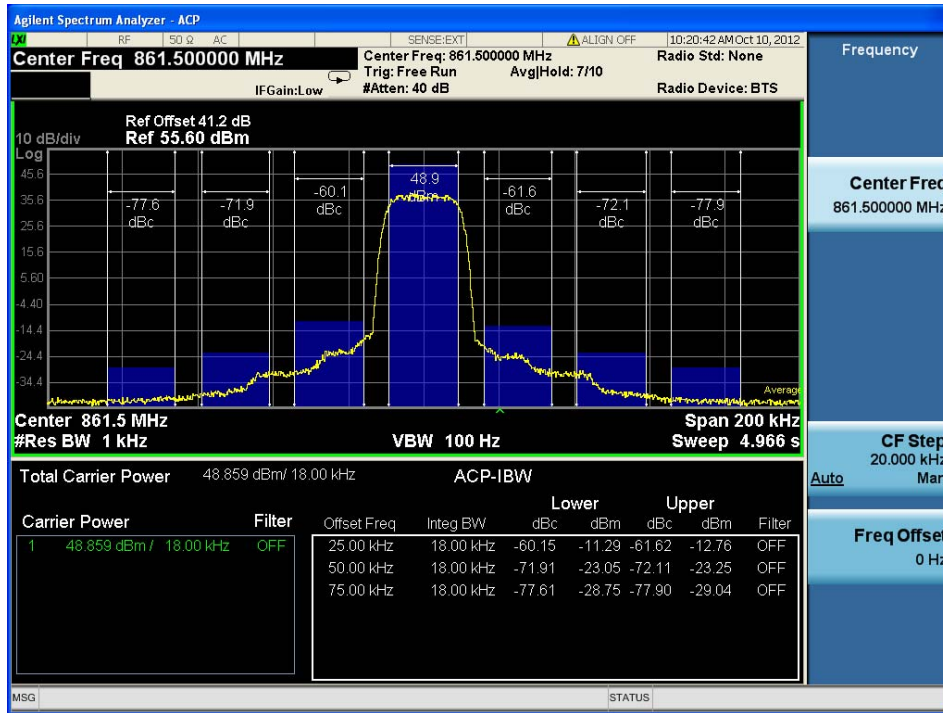 Agilent Spectrum Analyzer - ACP
LXI RF 50 Ω AC SENSE:EXT ALIGN OFF 10:20:42 AM Oct 10, 2012
Center Freq 861.500000 MHz
Center Freq: 861.500000 MHz
Radio Std: None
Trig: Free Run Avg|Hold: 7/10
IFGain:Low #Atten: 40 dB Radio Device: BTS
Ref Offset 41.2 dB
10 dB/div Ref 55.60 dBm
Log
45.6
35.6
25.6
15.6
5.60
-4.40
-14.4
-24.4
-34.4
-77.6 dBc
-71.9 dBc
-60.1 dBc
48.9 dBm
-61.6 dBc
-72.1 dBc
-77.9 dBc
Average
Center 861.5 MHz Span 200 kHz
#Res BW 1 kHz VBW 100 Hz Sweep 4.966 s
Total Carrier Power 48.859 dBm/ 18.00 kHz ACP-IBW
Lower Upper
Carrier Power Filter
Offset Freq Integ BW dBc dBm dBc dBm Filter
1 48.859 dBm / 18.00 kHz OFF
25.00 kHz 18.00 kHz -60.15 -11.29 -61.62 -12.76 OFF
50.00 kHz 18.00 kHz -71.91 -23.05 -72.11 -23.25 OFF
75.00 kHz 18.00 kHz -77.61 -28.75 -77.90 -29.04 OFF
MSG STATUS
Frequency
Center Freq
861.500000 MHz
CF Step
20.000 kHz
Auto Man
Freq Offset
0 Hz